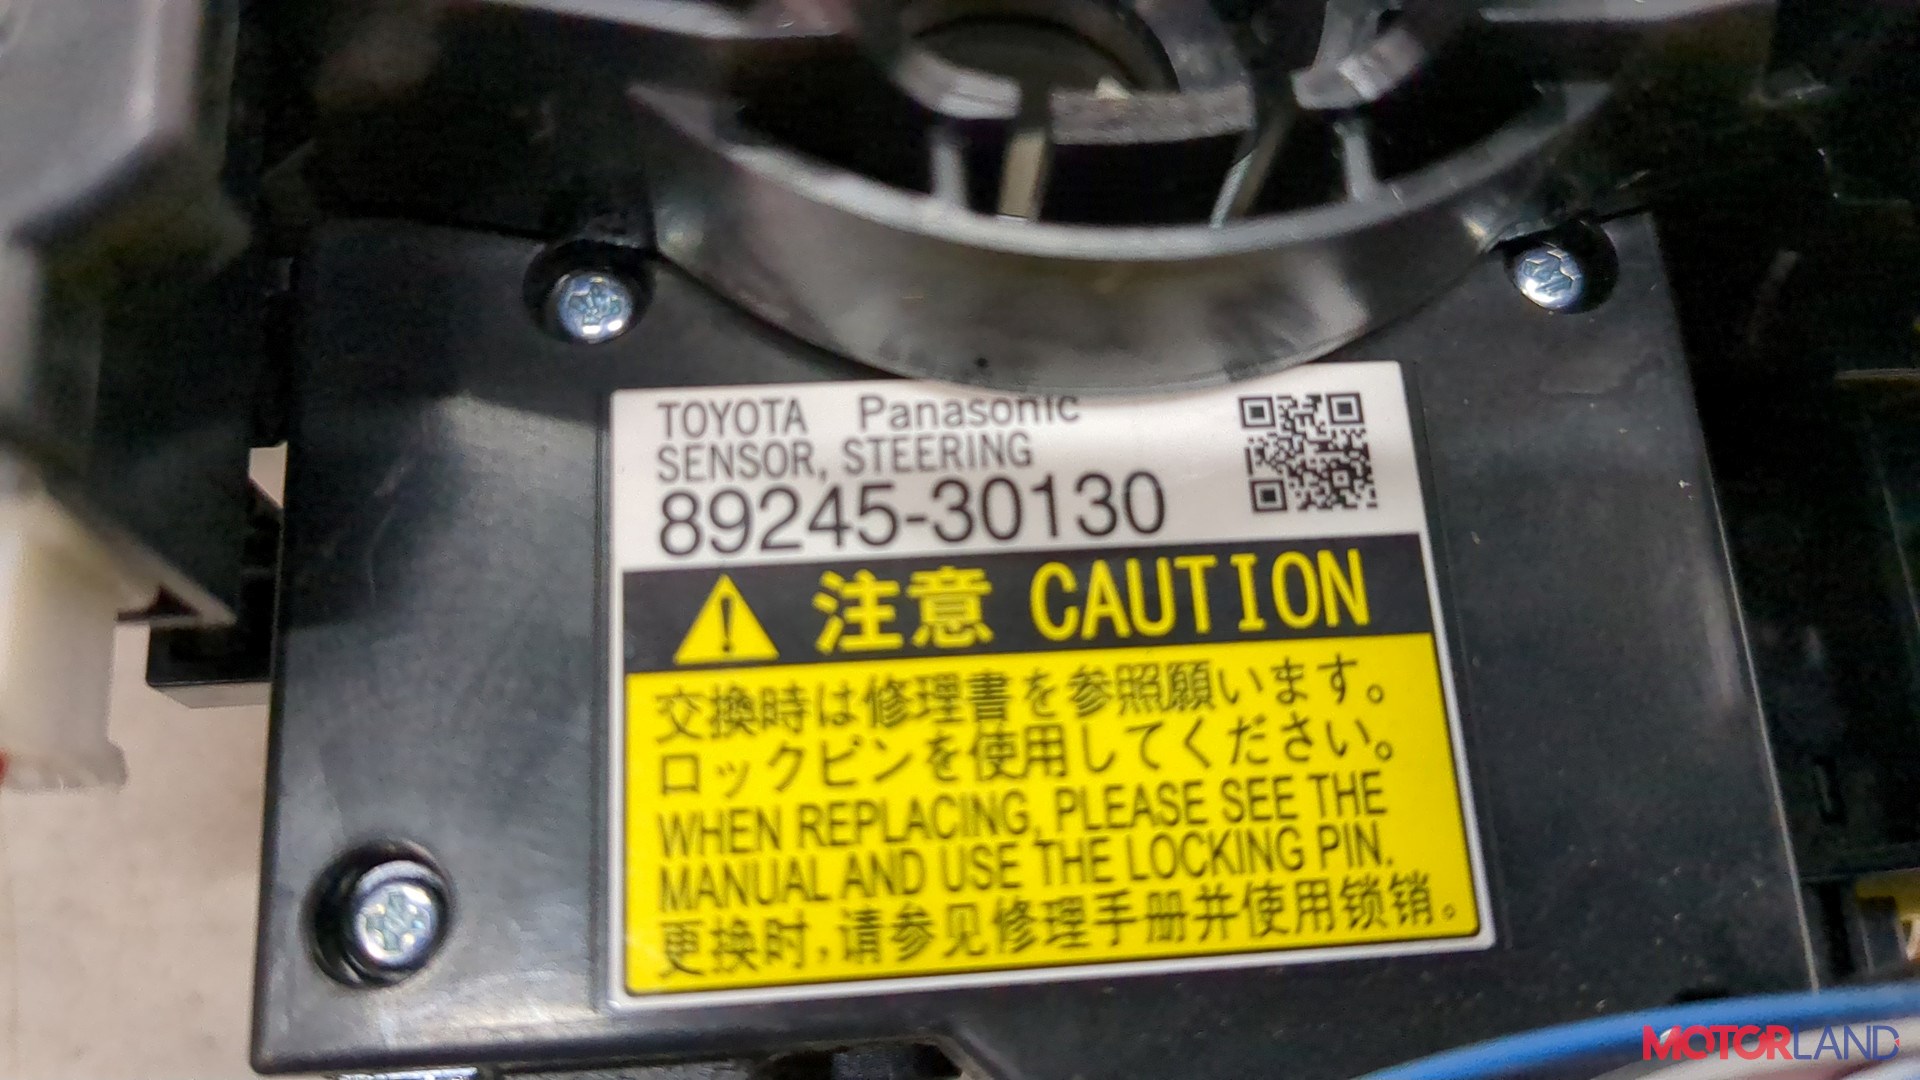 TOYOTA Panasonic
SENSOR, STEERING
89245-30130
注意 CAUTION
交換時は修理書を参照願います。
ロックピンを使用してください。
WHEN REPLACING, PLEASE SEE THE
MANUAL AND USE THE LOCKING PIN.
更换时,请参见修理手册并使用锁销。
MOTORLAND